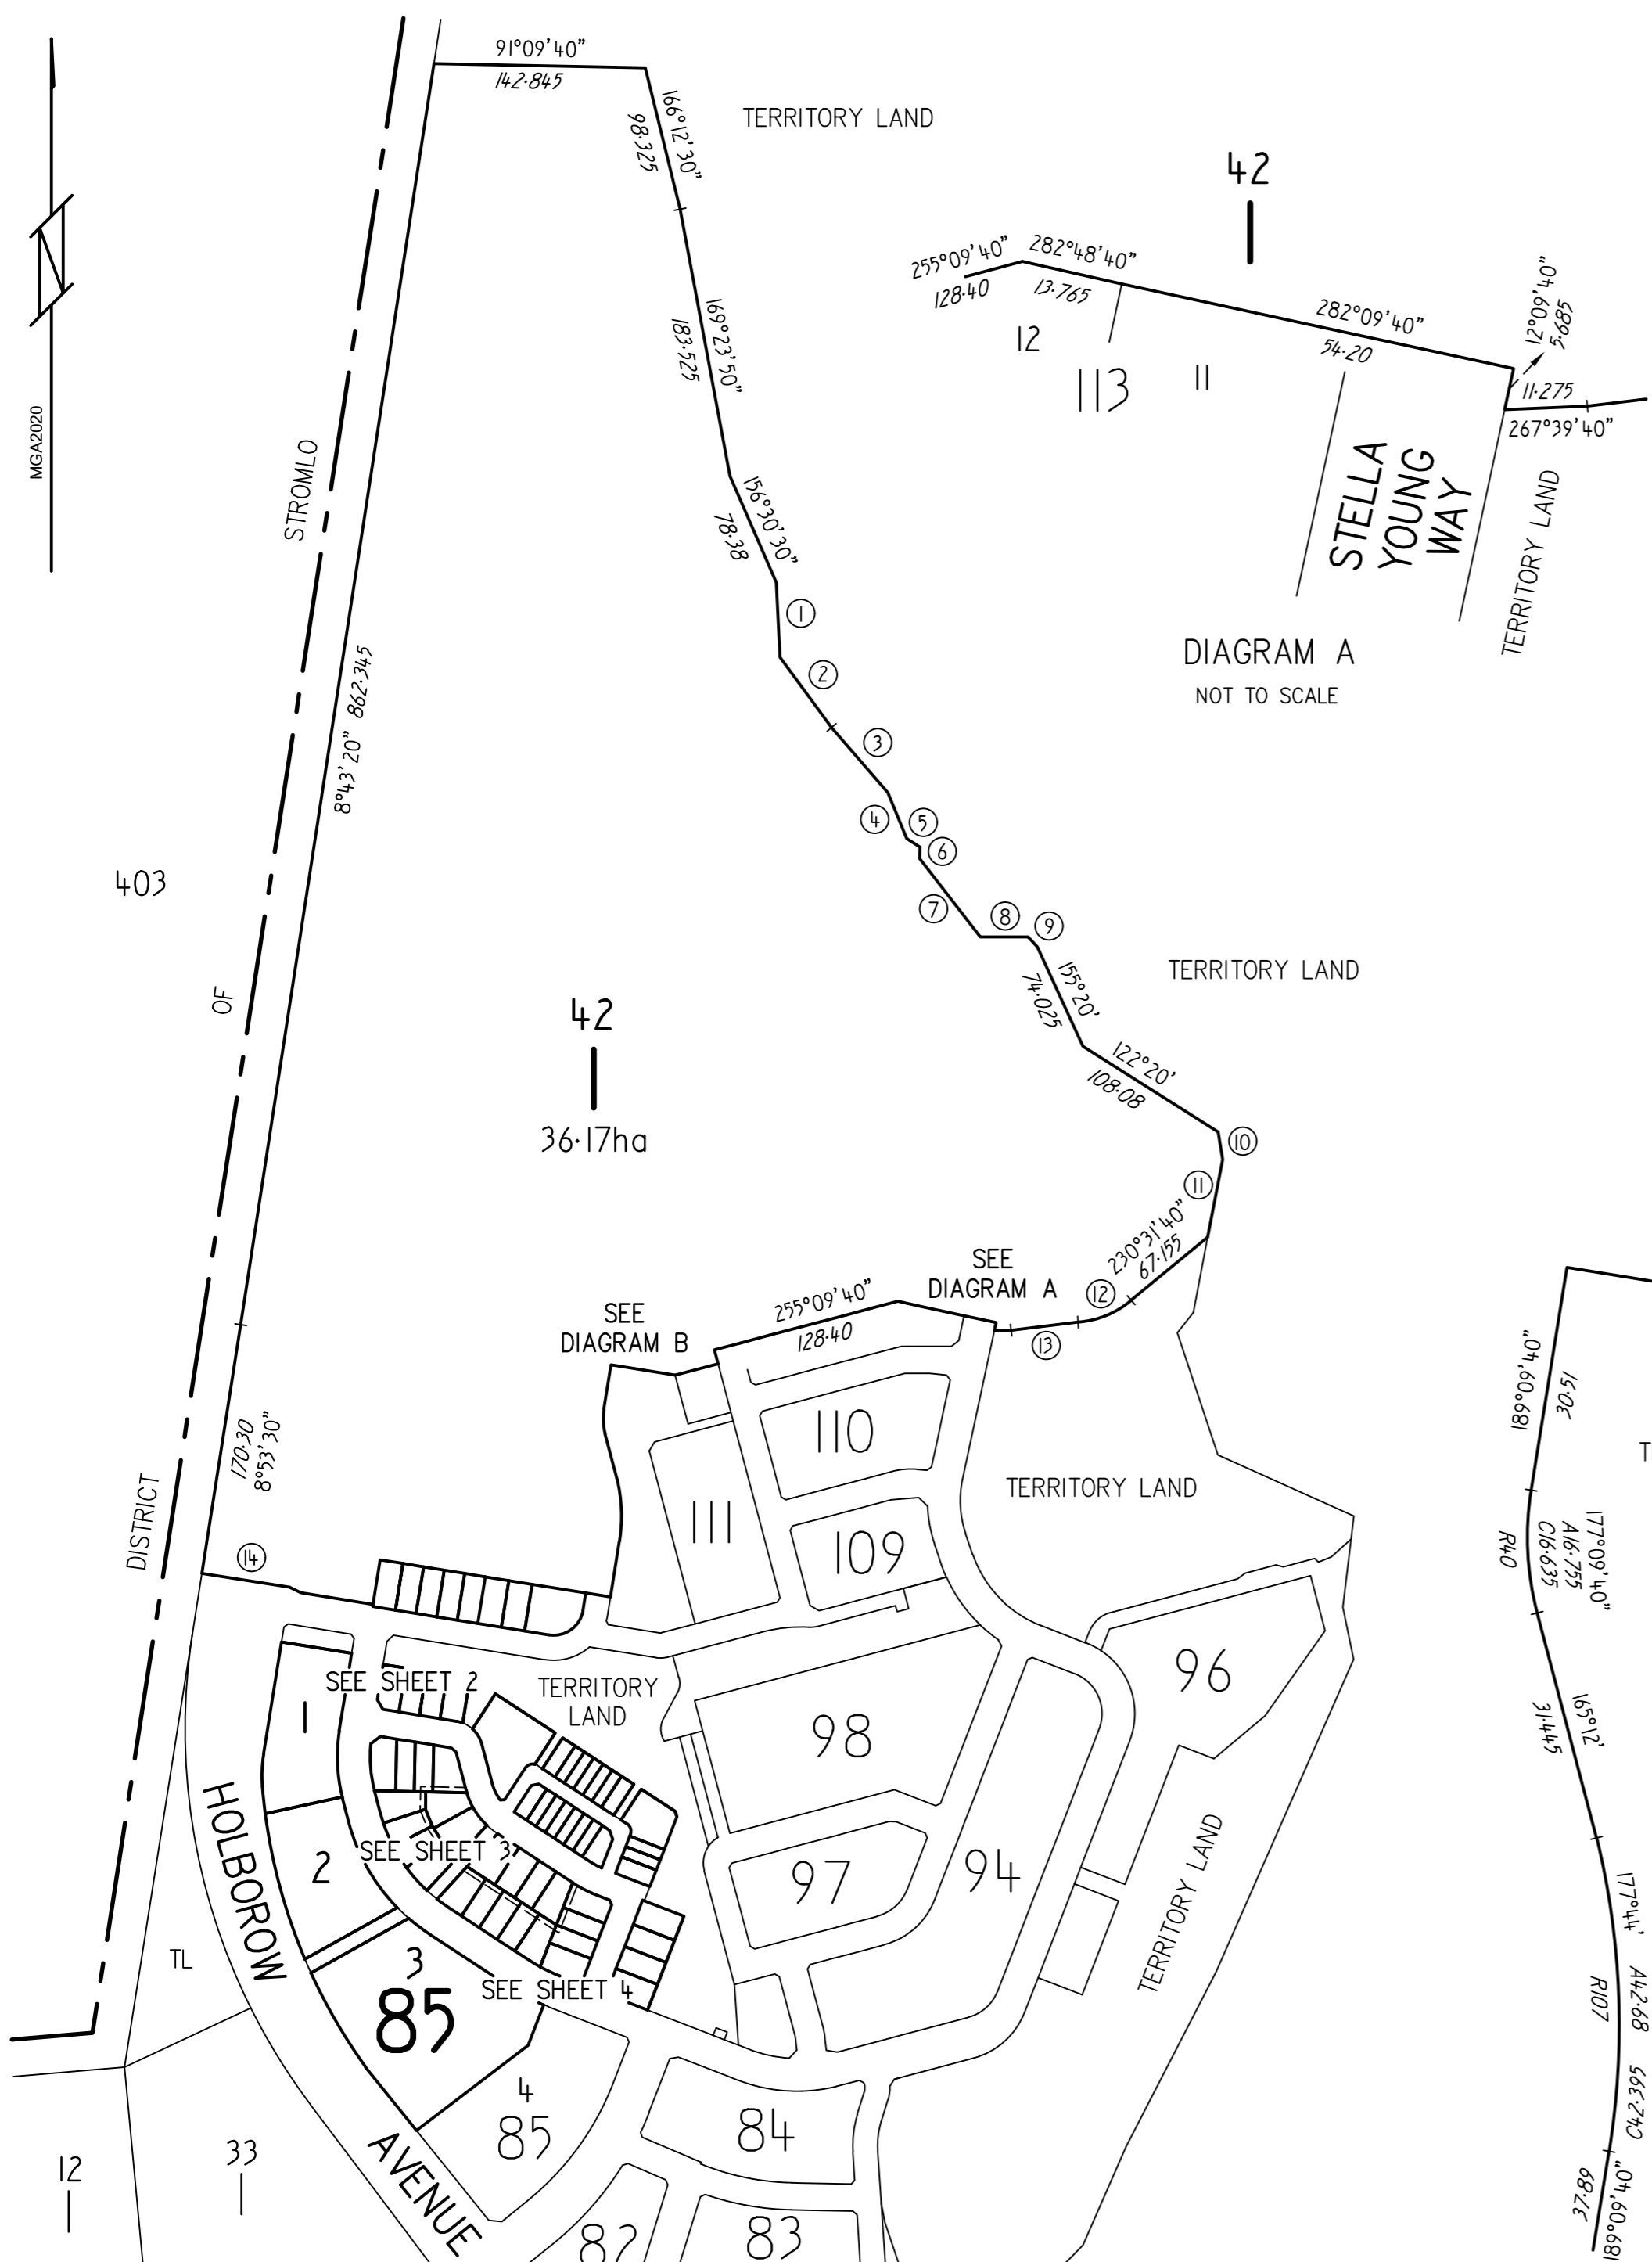 91°09'40"
142·845
166°12'30"
98·325
TERRITORY LAND
42
169°23'50"
183·525
255°09'40"
128·40
282°48'40"
13·765
282°09'40"
54·20
12°09'40"
5·685
11·275
267°39'40"
12
113
11
STELLA
YOUNG
WAY
TERRITORY LAND
DIAGRAM A
NOT TO SCALE
MGA2020
STROMLO
156°30'30"
78·38
1
2
8°43'20" 862·345
3
4
5
6
7
8
9
403
155°20'
74·025
TERRITORY LAND
OF
42
36·17ha
122°20'
108·08
10
11
230°31'40"
67·155
12
13
SEE
DIAGRAM A
255°09'40"
128·40
SEE
DIAGRAM B
170·30
8°53'30"
DISTRICT
14
110
111
109
TERRITORY LAND
189°09'40"
30·51
T
177°09'40"
A16·755
C16·635
R40
165°12'
31·445
177°44'
A42·68
C42·395
R107
37·89
189°09'40"
SEE SHEET 2
TERRITORY
LAND
1
96
98
2
SEE SHEET 3
97
94
TERRITORY LAND
HOLBOROW
TL
3
85
SEE SHEET 4
4
85
84
12
33
AVENUE
82
83